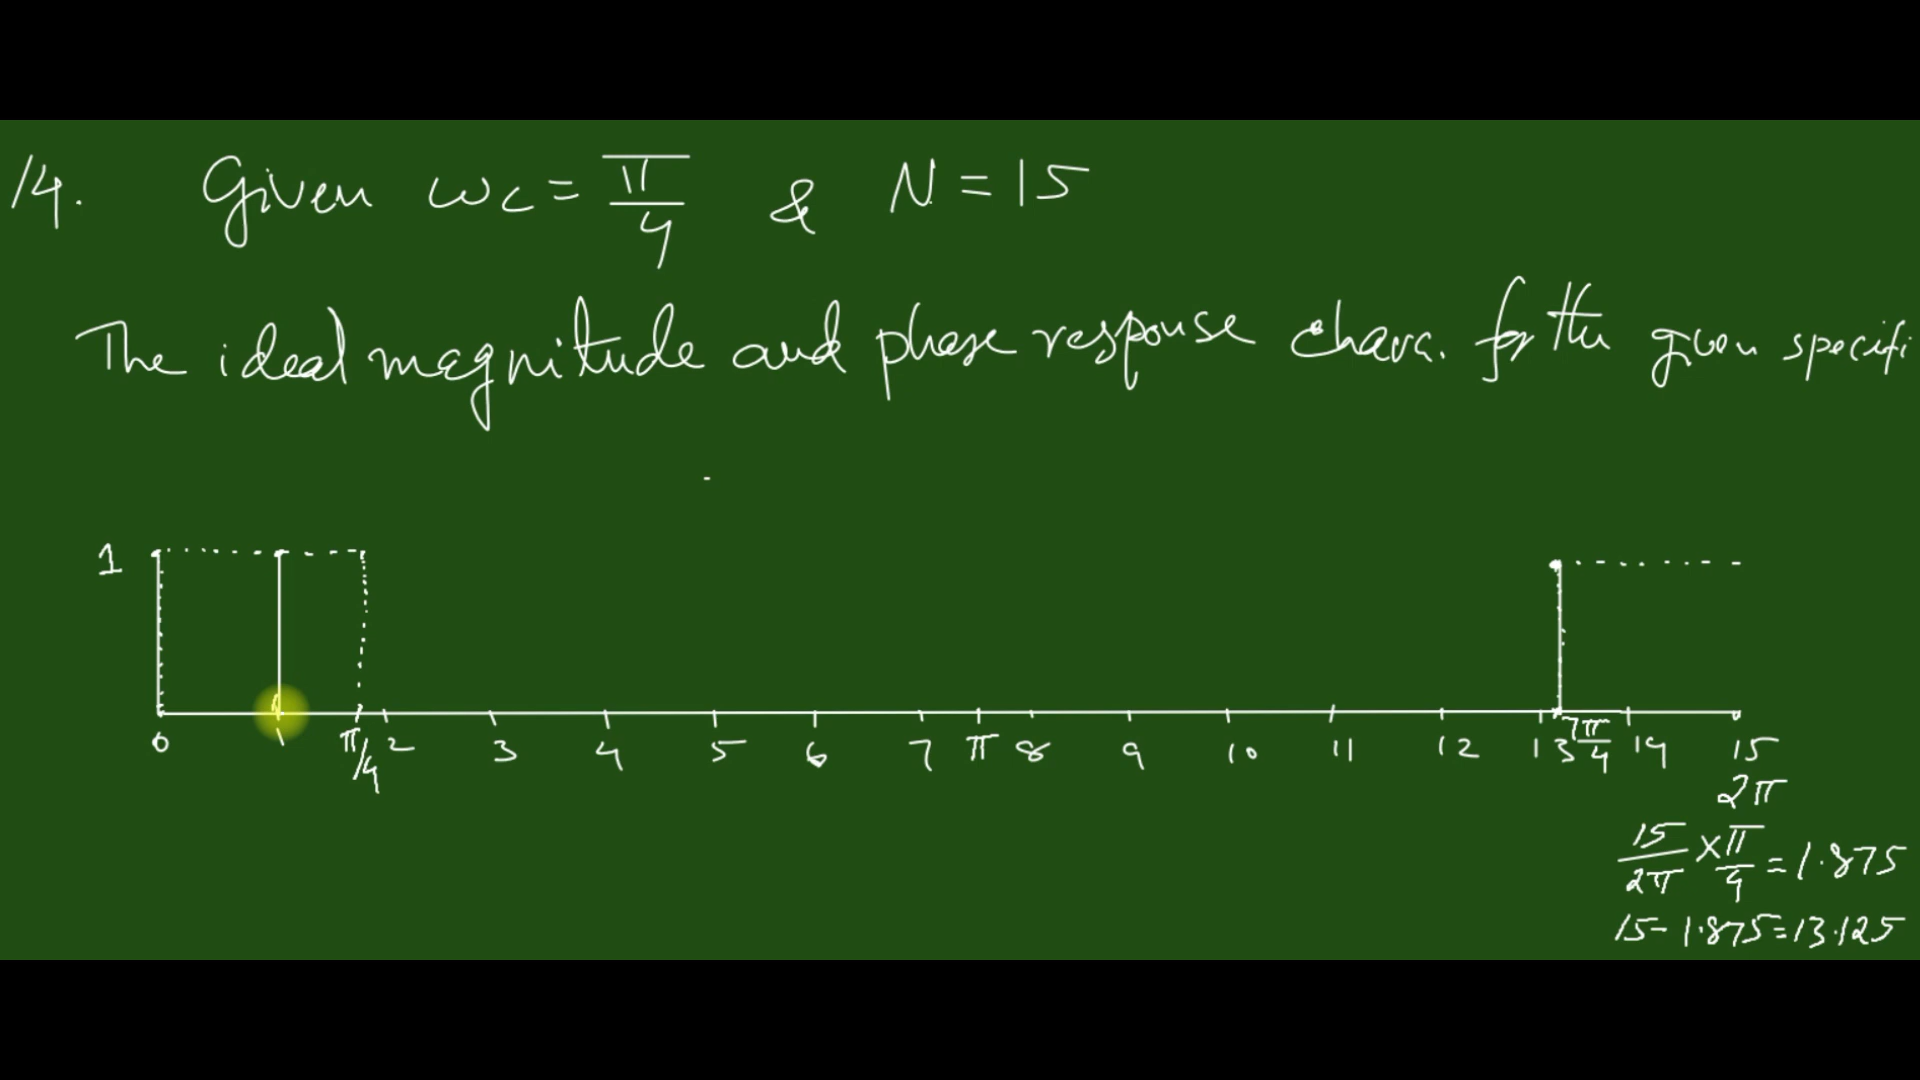 14. Given ωc = π/4 & N = 15
The ideal magnitude and phase response chara. for the given specifi
1
0 1 π/4 2 3 4 5 6 7 π 8 9 10 11 12 13 7π/4 14 15
2π
15/2π × π/4 = 1.875
15 - 1.875 = 13.125